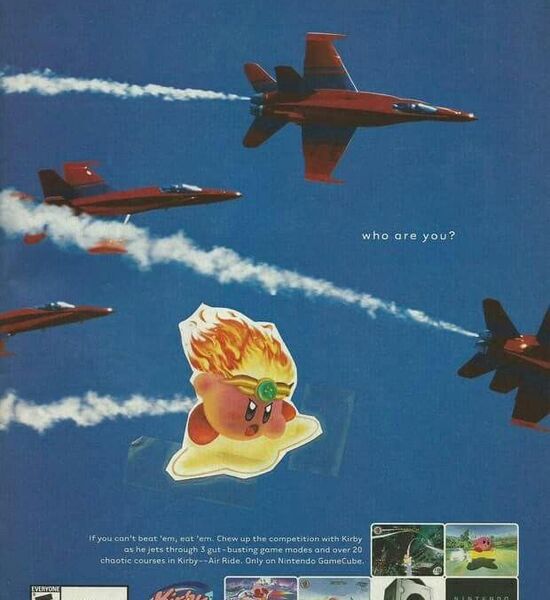 who are you?
If you can't beat 'em, eat 'em. Chew up the competition with Kirby
as he jets through 3 gut-busting game modes and over 20
chaotic courses in Kirby--Air Ride. Only on Nintendo GameCube.
EVERYONE
Kirby
NINTENDO